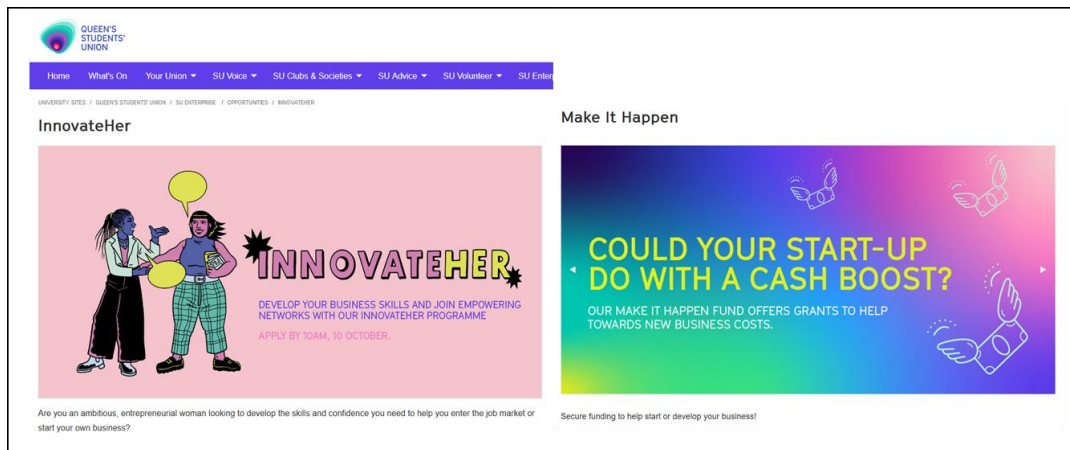 QUEEN'S
STUDENTS'
UNION
Home What's On Your Union SU Voice SU Clubs & Societies SU Advice SU Volunteer SU Enter
UNIVERSITY SITES / QUEEN'S STUDENTS' UNION / SU ENTERPRISE / OPPORTUNITIES / INNOVATEHER
InnovateHer
INNOVATEHER
DEVELOP YOUR BUSINESS SKILLS AND JOIN EMPOWERING
NETWORKS WITH OUR INNOVATEHER PROGRAMME
APPLY BY 10AM, 10 OCTOBER.
Are you an ambitious, entrepreneurial woman looking to develop the skills and confidence you need to help you enter the job market or
start your own business?
Make It Happen
COULD YOUR START-UP
DO WITH A CASH BOOST?
OUR MAKE IT HAPPEN FUND OFFERS GRANTS TO HELP
TOWARDS NEW BUSINESS COSTS.
Secure funding to help start or develop your business!